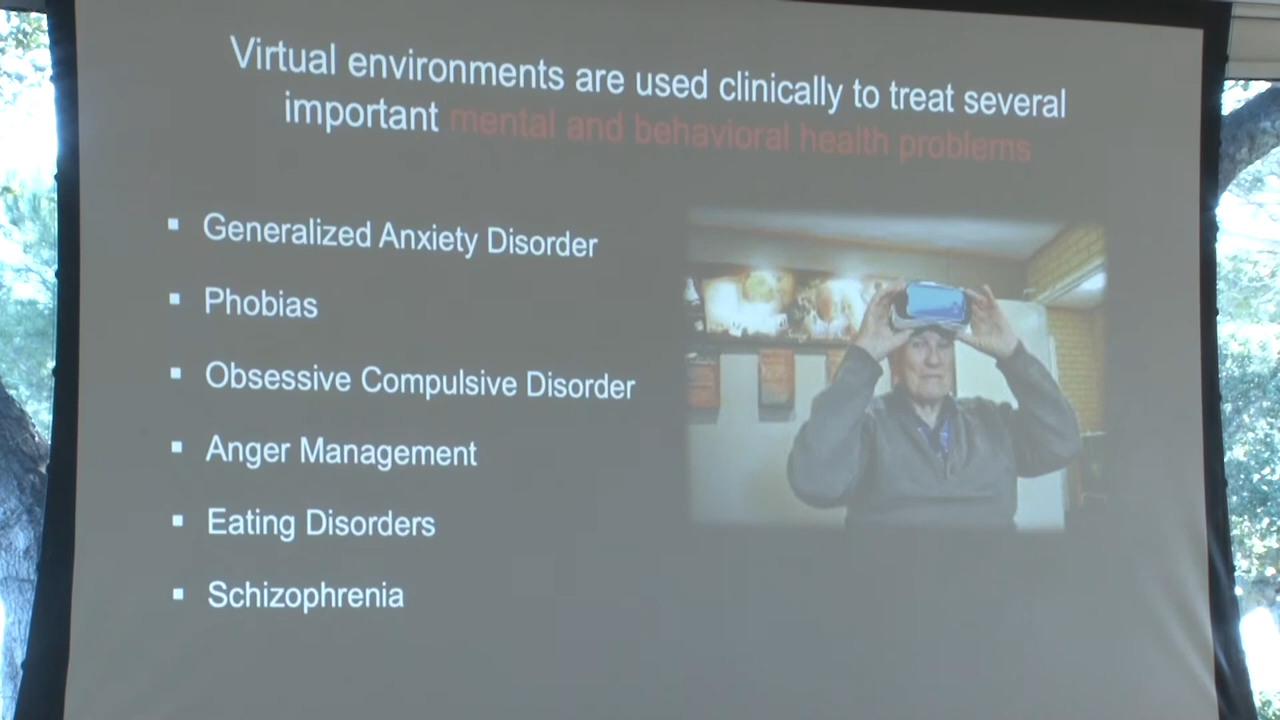 Virtual environments are used clinically to treat several
important mental and behavioral health problems
▪ Generalized Anxiety Disorder
▪ Phobias
▪ Obsessive Compulsive Disorder
▪ Anger Management
▪ Eating Disorders
▪ Schizophrenia